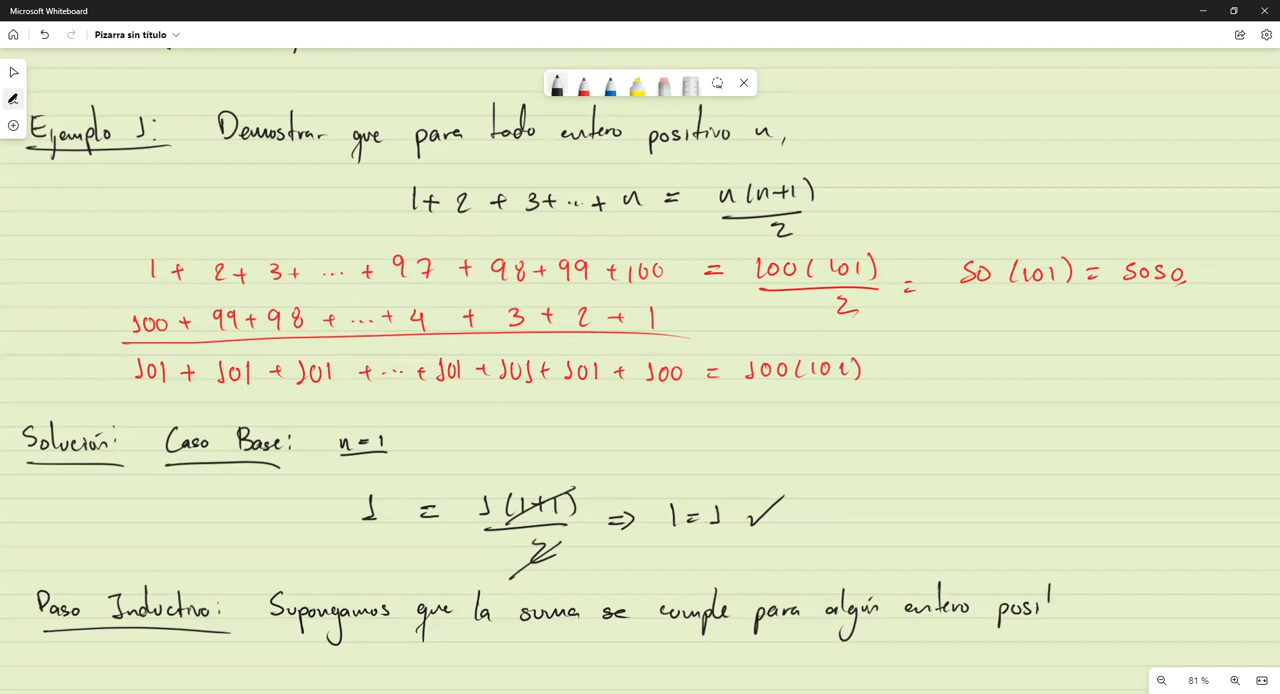 Microsoft Whiteboard
Pizarra sin título
Ejemplo 1: Demostrar que para todo entero positivo n,
1 + 2 + 3 + ... + n = n(n+1)/2
1 + 2 + 3 + ... + 97 + 98 + 99 + 100 = 100(101)/2 = 50(101) = 5050
100 + 99 + 98 + ... + 4 + 3 + 2 + 1
101 + 101 + 101 + ... + 101 + 101 + 101 + 100 = 100(101)
Solución: Caso Base: n = 1
1 = 1(1+1)/2 => 1 = 1 ✓
Paso Inductivo: Supongamos que la suma se cumple para algún entero posi
81 %